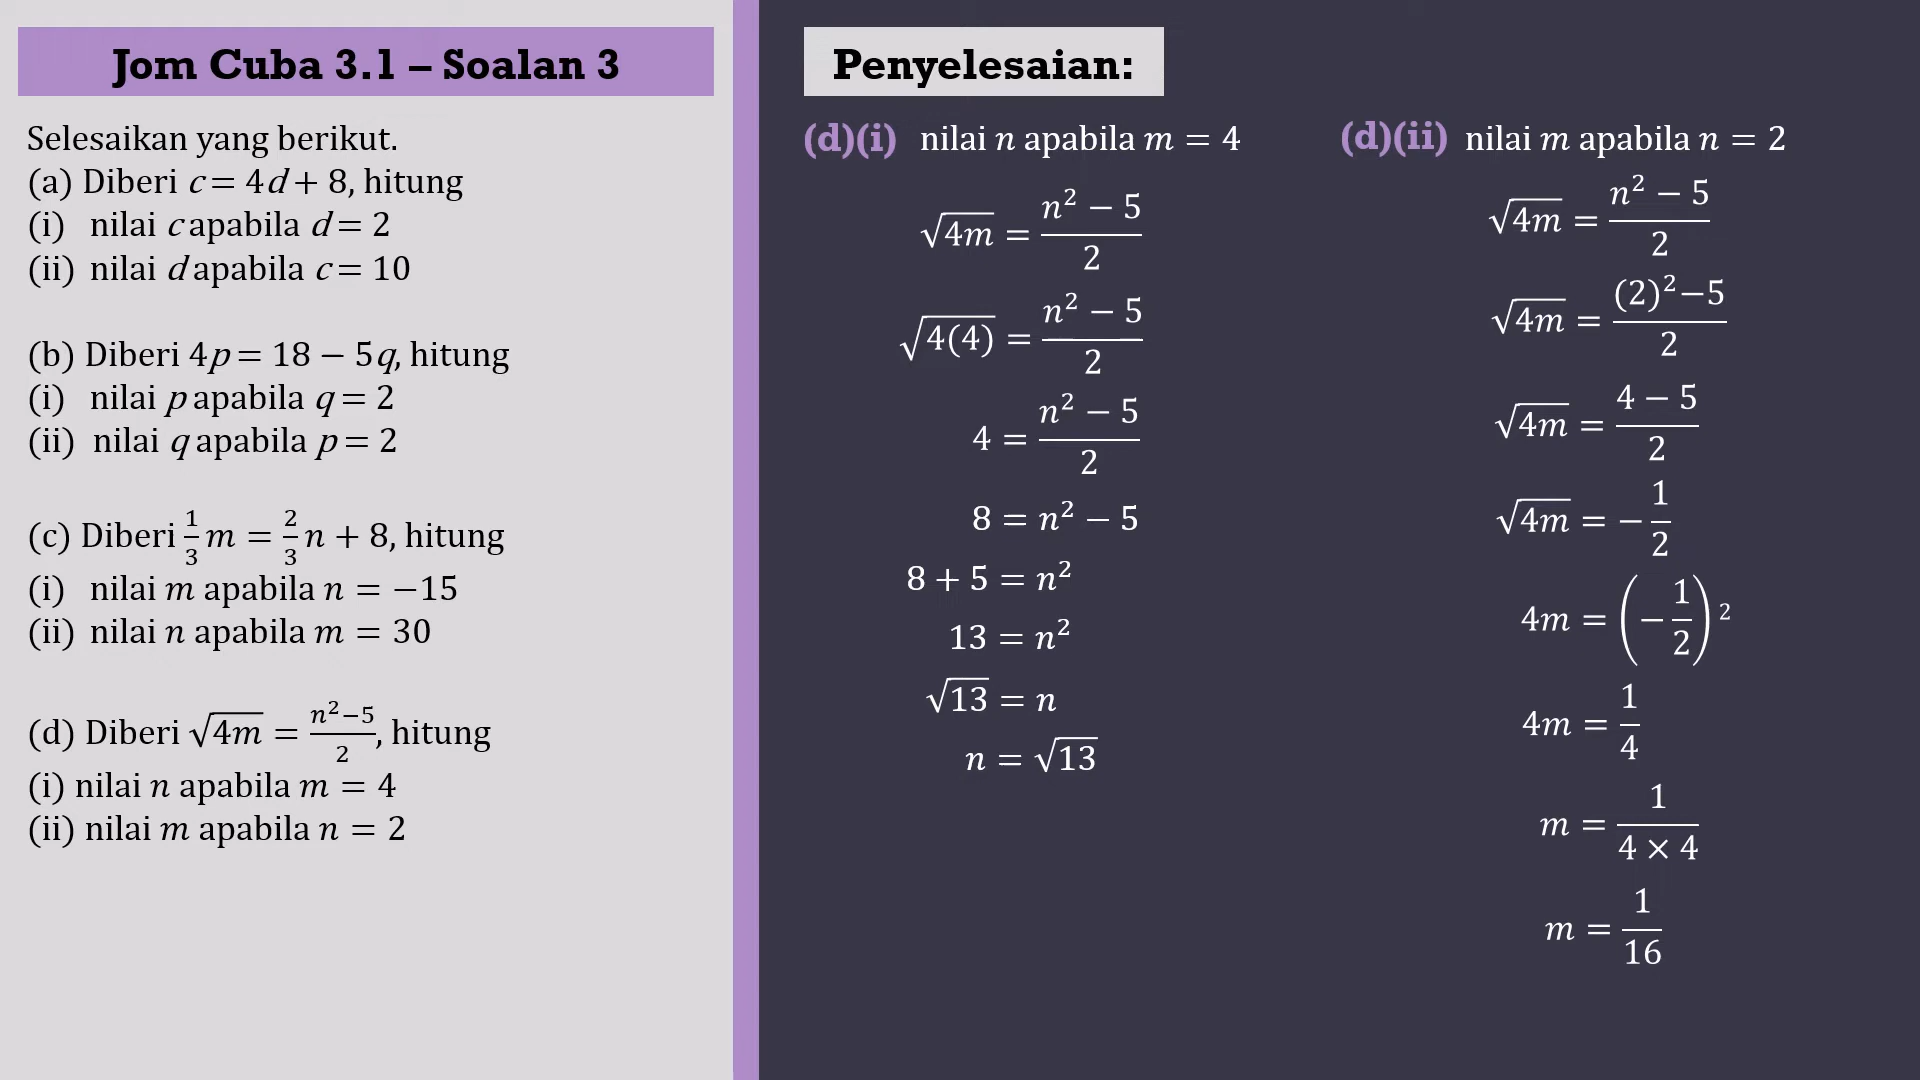 Jom Cuba 3.1 – Soalan 3
Selesaikan yang berikut.
(a) Diberi c = 4d + 8, hitung
(i) nilai c apabila d = 2
(ii) nilai d apabila c = 10
(b) Diberi 4p = 18 − 5q, hitung
(i) nilai p apabila q = 2
(ii) nilai q apabila p = 2
(c) Diberi 1/3 m = 2/3 n + 8, hitung
(i) nilai m apabila n = −15
(ii) nilai n apabila m = 30
(d) Diberi √4m = n²−5/2, hitung
(i) nilai n apabila m = 4
(ii) nilai m apabila n = 2
Penyelesaian:
(d)(i) nilai n apabila m = 4
√4m = n² − 5/2
√4(4) = n² − 5/2
4 = n² − 5/2
8 = n² − 5
8 + 5 = n²
13 = n²
√13 = n
n = √13
(d)(ii) nilai m apabila n = 2
√4m = n² − 5/2
√4m = (2)²−5/2
√4m = 4 − 5/2
√4m = −1/2
4m = (−1/2)²
4m = 1/4
m = 1/4 × 4
m = 1/16